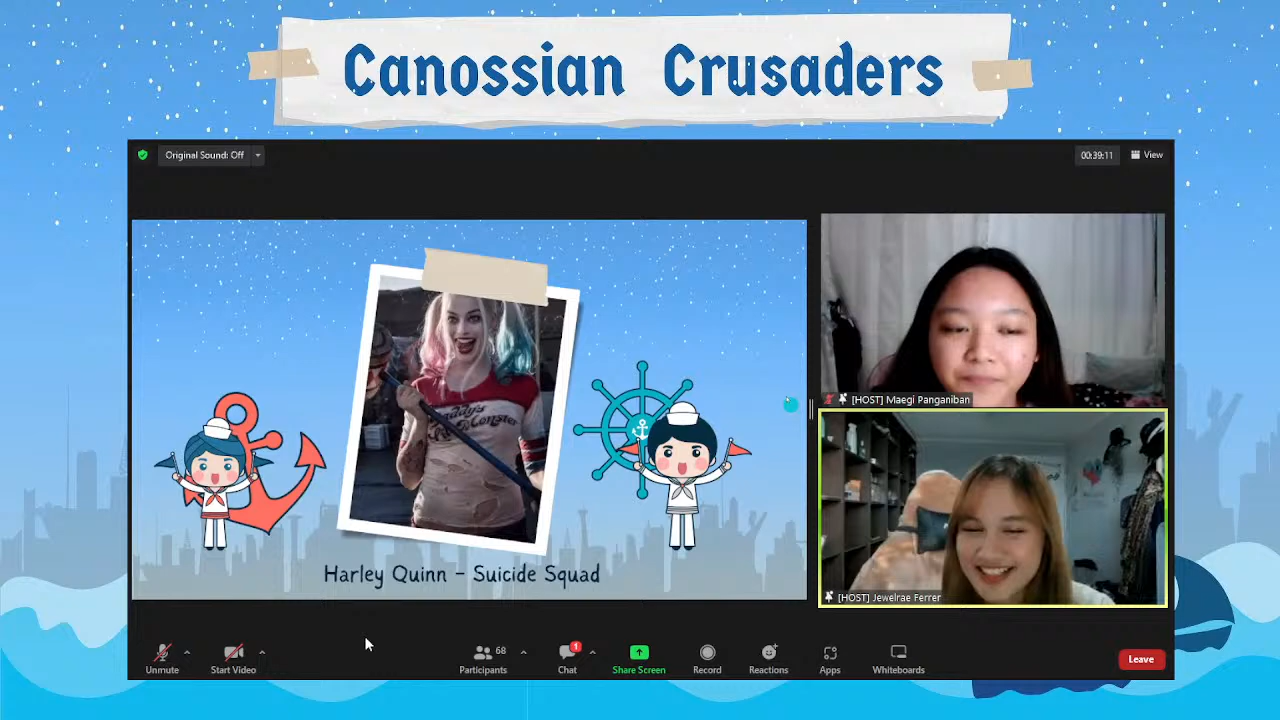 Canossian Crusaders
Original Sound: Off
00:39:11
View
Harley Quinn - Suicide Squad
[HOST] Maegi Panganiban
[HOST] Jewelrae Ferrer
Unmute
Start Video
68
Participants
1
Chat
Share Screen
Record
Reactions
Apps
Whiteboards
Leave